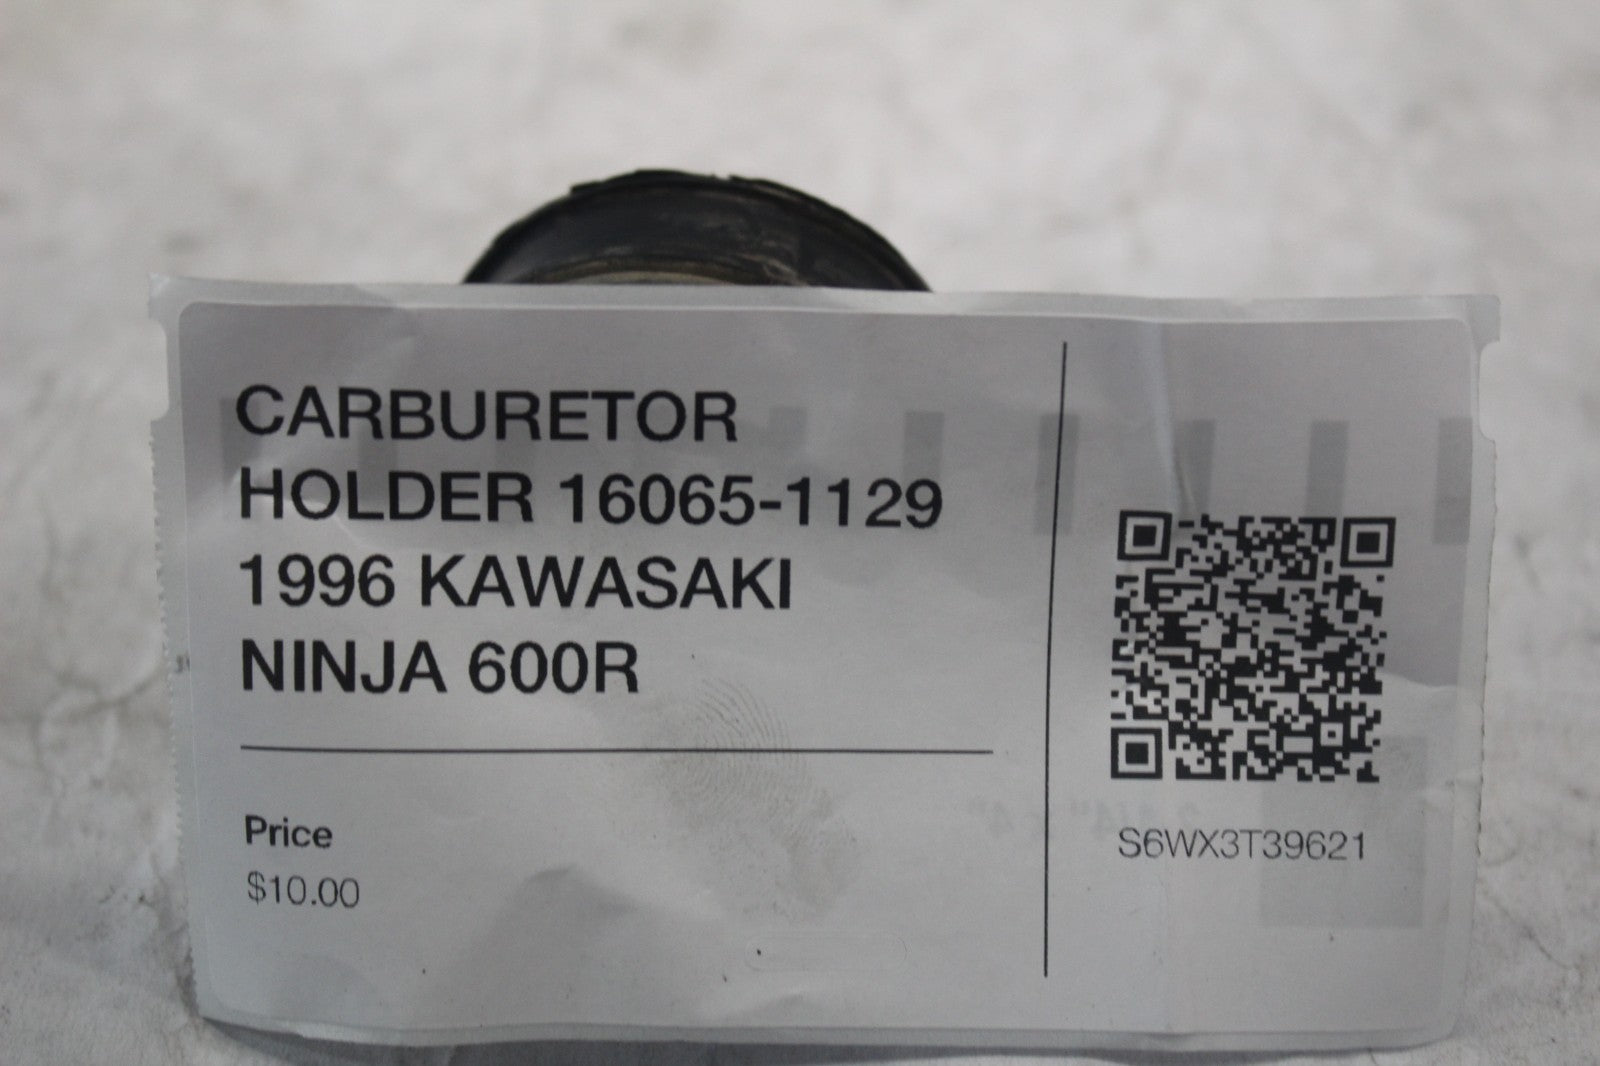 CARBURETOR
HOLDER 16065-1129
1996 KAWASAKI
NINJA 600R
Price
$10.00
S6WX3T39621